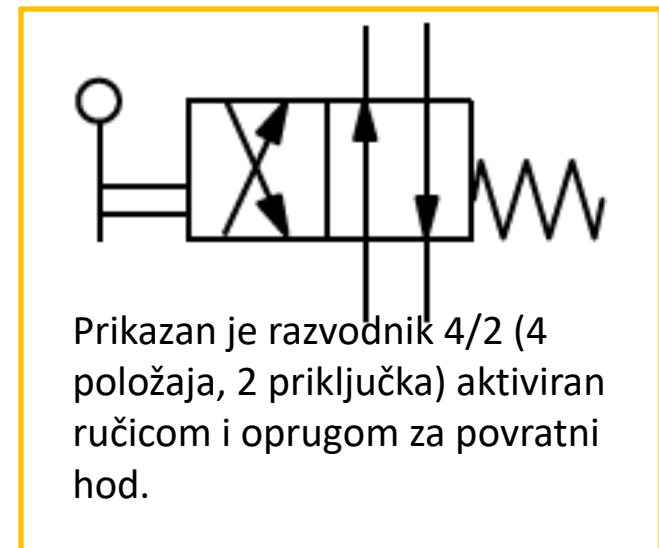 Prikazan je razvodnik 4/2 (4
položaja, 2 priključka) aktiviran
ručicom i oprugom za povratni
hod.